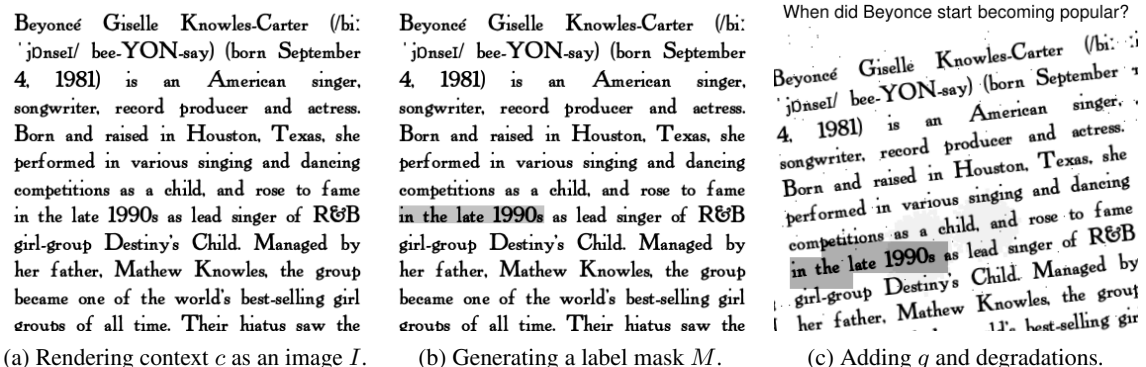 Beyoncé Giselle Knowles-Carter (/bi:
ˈjɒnseɪ/ bee-YON-say) (born September
4, 1981) is an American singer,
songwriter, record producer and actress.
Born and raised in Houston, Texas, she
performed in various singing and dancing
competitions as a child, and rose to fame
in the late 1990s as lead singer of R&B
girl-group Destiny's Child. Managed by
her father, Mathew Knowles, the group
became one of the world's best-selling girl
groups of all time. Their hiatus saw the
(a) Rendering context c as an image I.
Beyoncé Giselle Knowles-Carter (/bi:
ˈjɒnseɪ/ bee-YON-say) (born September
4, 1981) is an American singer,
songwriter, record producer and actress.
Born and raised in Houston, Texas, she
performed in various singing and dancing
competitions as a child, and rose to fame
in the late 1990s as lead singer of R&B
girl-group Destiny's Child. Managed by
her father, Mathew Knowles, the group
became one of the world's best-selling girl
groups of all time. Their hiatus saw the
(b) Generating a label mask M.
When did Beyonce start becoming popular?
Beyoncé Giselle Knowles-Carter (/bi:
ˈjɒnseɪ/ bee-YON-say) (born September
4, 1981) is an American singer,
songwriter, record producer and actress.
Born and raised in Houston, Texas, she
performed in various singing and dancing
competitions as a child, and rose to fame
in the late 1990s as lead singer of R&B
girl-group Destiny's Child. Managed by
her father, Mathew Knowles, the group
best-selling
(c) Adding q and degradations.